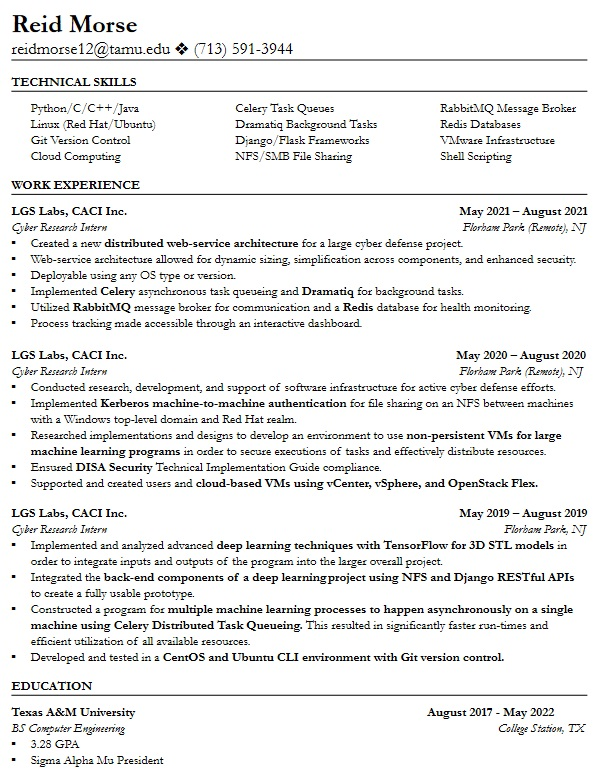 Reid Morse
reidmorse12@tamu.edu ❖ (713) 591-3944
TECHNICAL SKILLS
Python/C/C++/Java Celery Task Queues RabbitMQ Message Broker
Linux (Red Hat/Ubuntu) Dramatiq Background Tasks Redis Databases
Git Version Control Django/Flask Frameworks VMware Infrastructure
Cloud Computing NFS/SMB File Sharing Shell Scripting
WORK EXPERIENCE
LGS Labs, CACI Inc. May 2021 – August 2021
Cyber Research Intern Florham Park (Remote), NJ
▪ Created a new distributed web-service architecture for a large cyber defense project.
▪ Web-service architecture allowed for dynamic sizing, simplification across components, and enhanced security.
▪ Deployable using any OS type or version.
▪ Implemented Celery asynchronous task queueing and Dramatiq for background tasks.
▪ Utilized RabbitMQ message broker for communication and a Redis database for health monitoring.
▪ Process tracking made accessible through an interactive dashboard.
LGS Labs, CACI Inc. May 2020 – August 2020
Cyber Research Intern Florham Park (Remote), NJ
▪ Conducted research, development, and support of software infrastructure for active cyber defense efforts.
▪ Implemented Kerberos machine-to-machine authentication for file sharing on an NFS between machines
with a Windows top-level domain and Red Hat realm.
▪ Researched implementations and designs to develop an environment to use non-persistent VMs for large
machine learning programs in order to secure executions of tasks and effectively distribute resources.
▪ Ensured DISA Security Technical Implementation Guide compliance.
▪ Supported and created users and cloud-based VMs using vCenter, vSphere, and OpenStack Flex.
LGS Labs, CACI Inc. May 2019 – August 2019
Cyber Research Intern Florham Park, NJ
▪ Implemented and analyzed advanced deep learning techniques with TensorFlow for 3D STL models in
order to integrate inputs and outputs of the program into the larger overall project.
▪ Integrated the back-end components of a deep learning project using NFS and Django RESTful APIs
to create a fully usable prototype.
▪ Constructed a program for multiple machine learning processes to happen asynchronously on a single
machine using Celery Distributed Task Queueing. This resulted in significantly faster run-times and
efficient utilization of all available resources.
▪ Developed and tested in a CentOS and Ubuntu CLI environment with Git version control.
EDUCATION
Texas A&M University August 2017 - May 2022
BS Computer Engineering College Station, TX
▪ 3.28 GPA
▪ Sigma Alpha Mu President